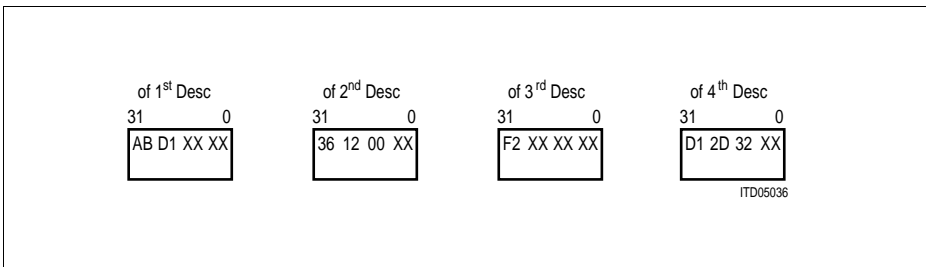 of 1st Desc of 2nd Desc of 3rd Desc of 4th Desc
31 0 31 0 31 0 31 0
AB D1 XX XX 36 12 00 XX F2 XX XX XX D1 2D 32 XX
ITD05036